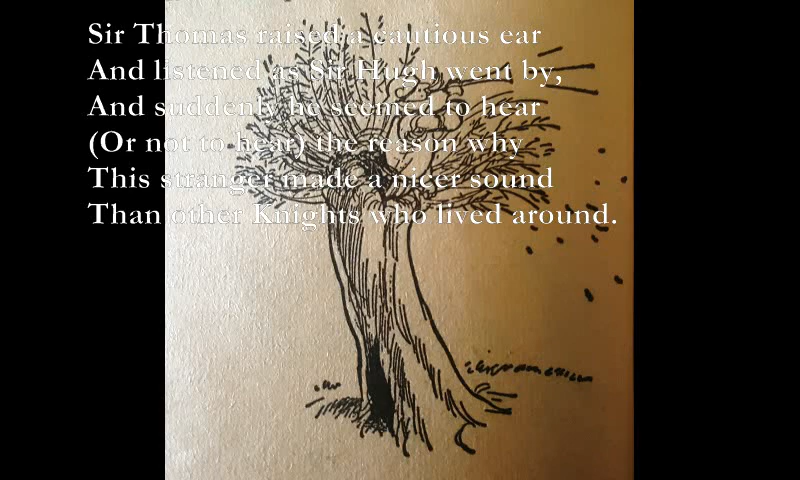 Sir Thomas raised a cautious ear
And listened as Sir Hugh went by,
And suddenly he seemed to hear
(Or not to hear) the reason why
This stranger made a nicer sound
Than other Knights who lived around.